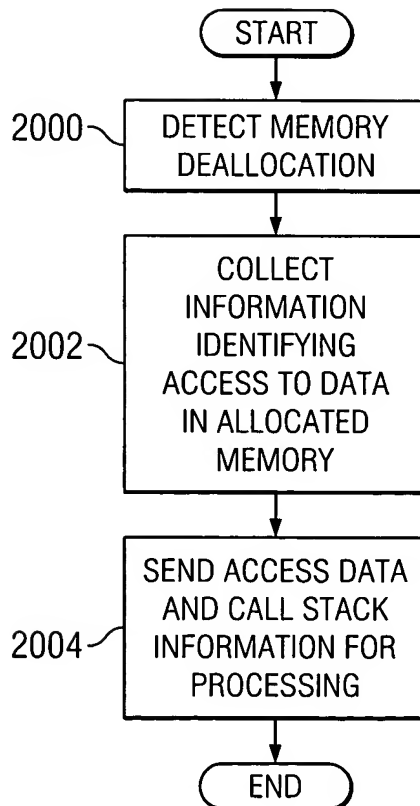 START
2000
DETECT MEMORY
DEALLOCATION
2002
COLLECT
INFORMATION
IDENTIFYING
ACCESS TO DATA
IN ALLOCATED
MEMORY
2004
SEND ACCESS DATA
AND CALL STACK
INFORMATION FOR
PROCESSING
END